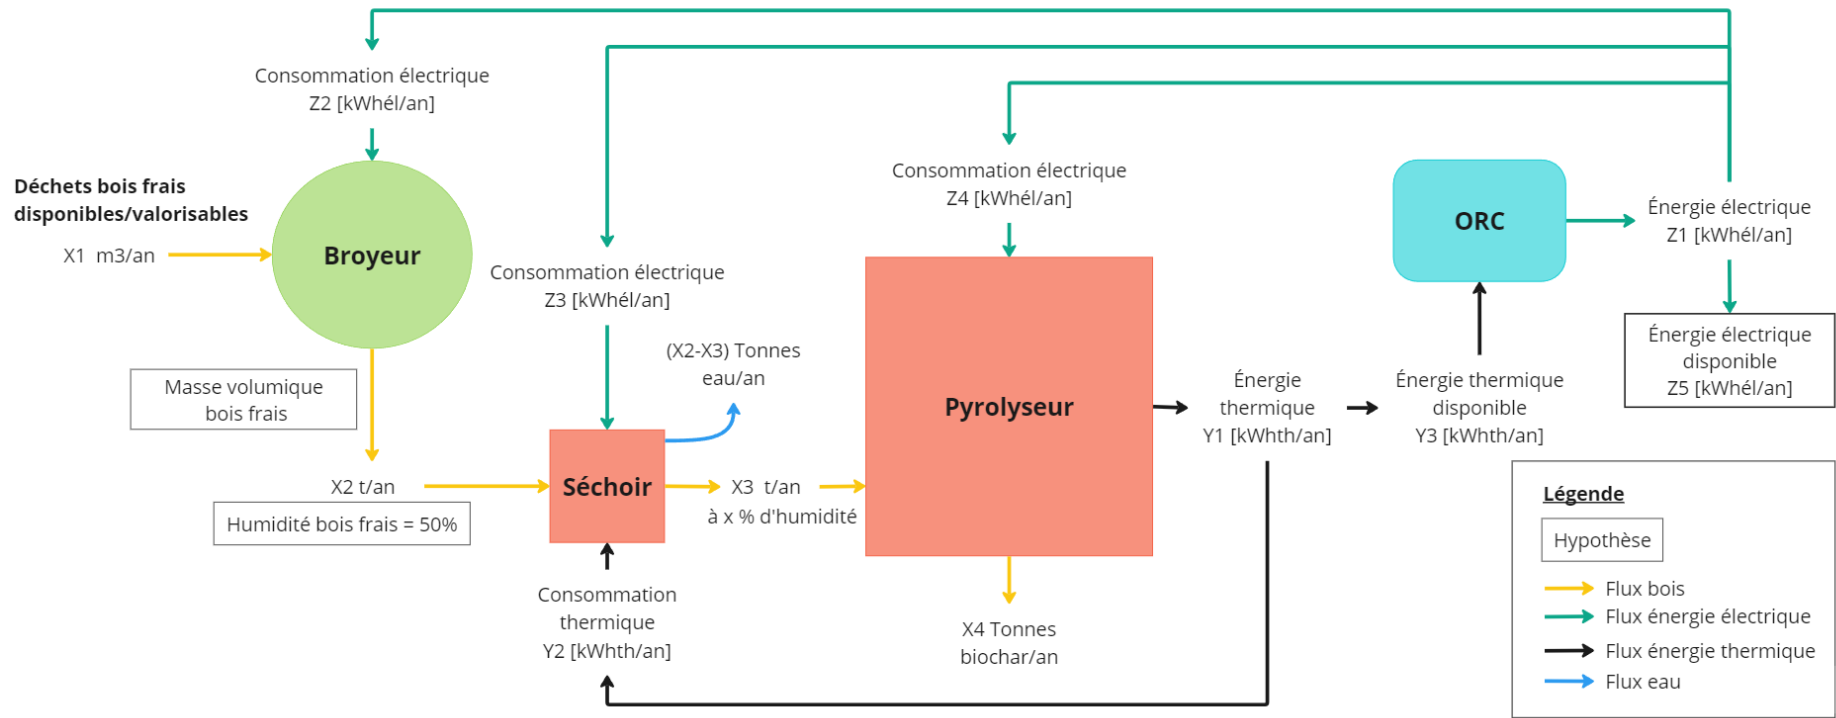 Consommation électrique
Z2 [kWhél/an]
Déchets bois frais
disponibles/valorisables
X1 m3/an
Broyeur
Masse volumique
bois frais
X2 t/an
Humidité bois frais = 50%
Consommation électrique
Z3 [kWhél/an]
(X2-X3) Tonnes
eau/an
Séchoir
X3 t/an
à x % d'humidité
Consommation
thermique
Y2 [kWhth/an]
Consommation électrique
Z4 [kWhél/an]
Pyrolyseur
X4 Tonnes
biochar/an
Énergie
thermique
Y1 [kWhth/an]
Énergie thermique
disponible
Y3 [kWhth/an]
ORC
Énergie électrique
Z1 [kWhél/an]
Énergie électrique
disponible
Z5 [kWhél/an]
Légende
Hypothèse
Flux bois
Flux énergie électrique
Flux énergie thermique
Flux eau